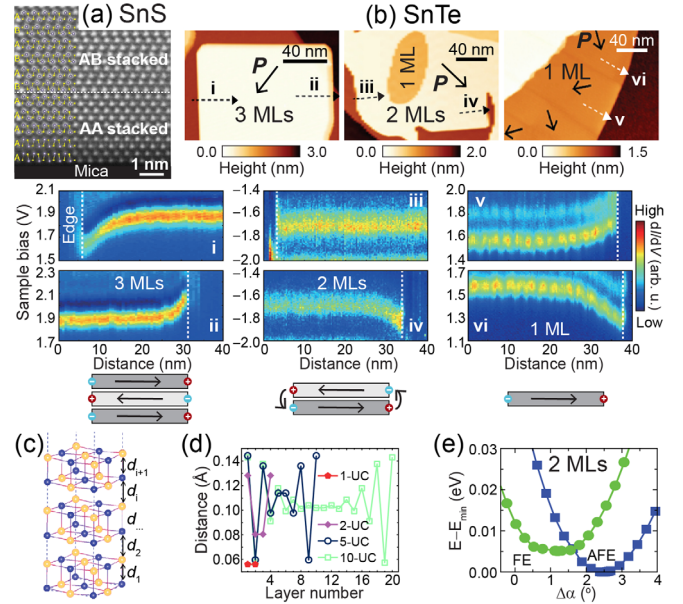 (a) SnS
(b) SnTe
AB stacked
AA stacked
Mica
1 nm
40 nm
P
i
ii
3 MLs
0.0
3.0
Height (nm)
40 nm
1 ML
P
iii
iv
2 MLs
0.0
2.0
Height (nm)
P
40 nm
1 ML
vi
v
0.0
1.5
Height (nm)
Sample bias (V)
2.1
1.9
1.7
1.5
Edge
i
2.3
2.1
1.9
1.7
3 MLs
ii
0 10 20 30 40
Distance (nm)
−1.4
−1.6
−1.8
−2.0
iii
−1.4
−1.6
−1.8
−2.0
2 MLs
iv
0 10 20 30 40
Distance (nm)
2.0
1.8
1.6
1.4
v
1.7
1.5
1.3
1.1
vi
1 ML
0 10 20 30 40
Distance (nm)
High
dI/dV (arb. u)
Low
(c)
di+1
di
d...
d2
d1
(d)
Distance (Å)
0.14
0.12
0.10
0.08
0.06
1-UC
2-UC
5-UC
10-UC
0 4 8 12 16 20
Layer number
(e)
E−Emin (eV)
0.03
0.02
0.01
0.00
2 MLs
FE
AFE
0 1 2 3 4
Δα (°)